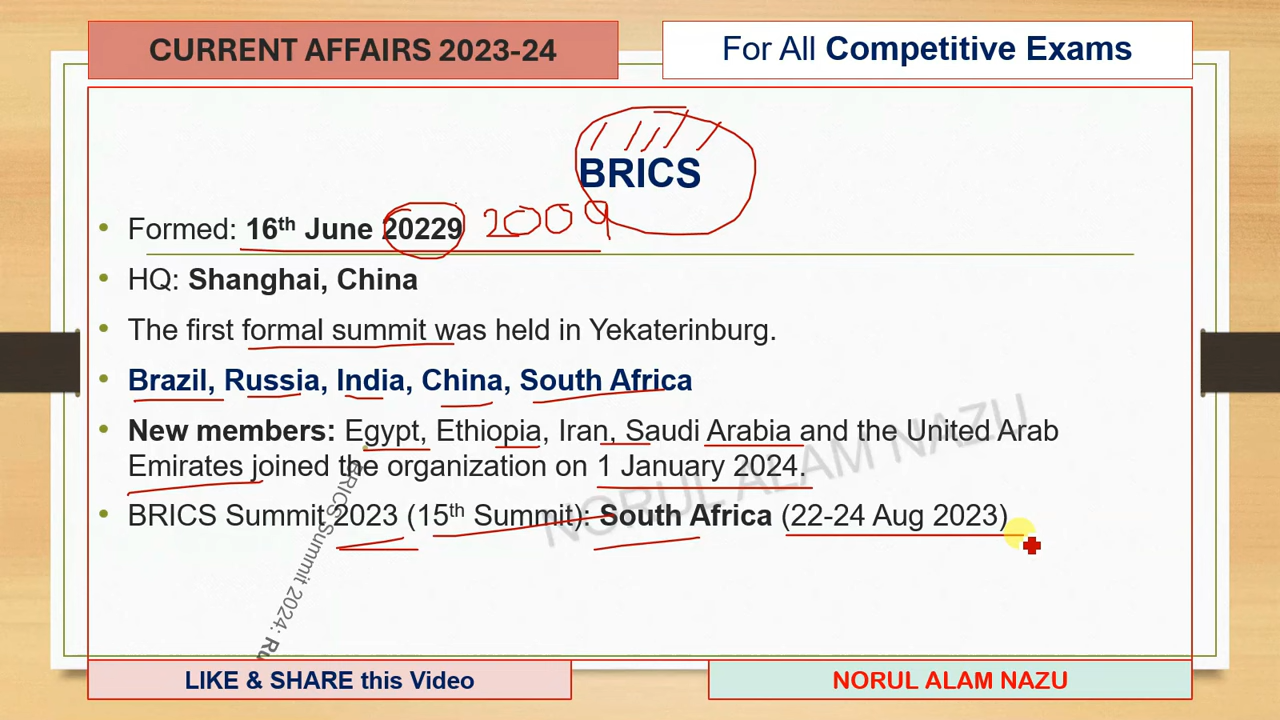 CURRENT AFFAIRS 2023-24
For All Competitive Exams
BRICS
• Formed: 16th June 20229 2009
• HQ: Shanghai, China
• The first formal summit was held in Yekaterinburg.
• Brazil, Russia, India, China, South Africa
• New members: Egypt, Ethiopia, Iran, Saudi Arabia and the United Arab
Emirates joined the organization on 1 January 2024.
• BRICS Summit 2023 (15th Summit): South Africa (22-24 Aug 2023)
BRICS Summit 2024: Ru
NORUL ALAM NAZU
LIKE & SHARE this Video
NORUL ALAM NAZU